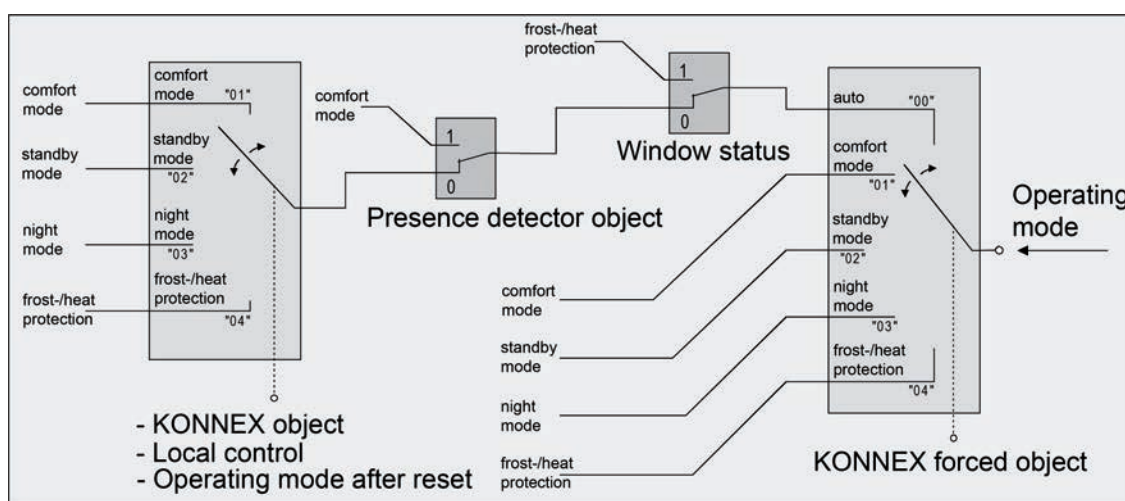 comfort
mode
standby
mode
night
mode
frost-/heat
protection
comfort
mode "01"
standby
mode
"02"
night
mode
"03"
frost-/heat
protection
"04"
- KONNEX object
- Local control
- Operating mode after reset
comfort
mode
1
0
Presence detector object
frost-/heat
protection
1
0
Window status
comfort
mode
standby
mode
night
mode
frost-/heat
protection
auto "00"
comfort
mode
"01"
standby
mode
"02"
night
mode
"03"
frost-/heat
protection
"04"
KONNEX forced object
Operating
mode